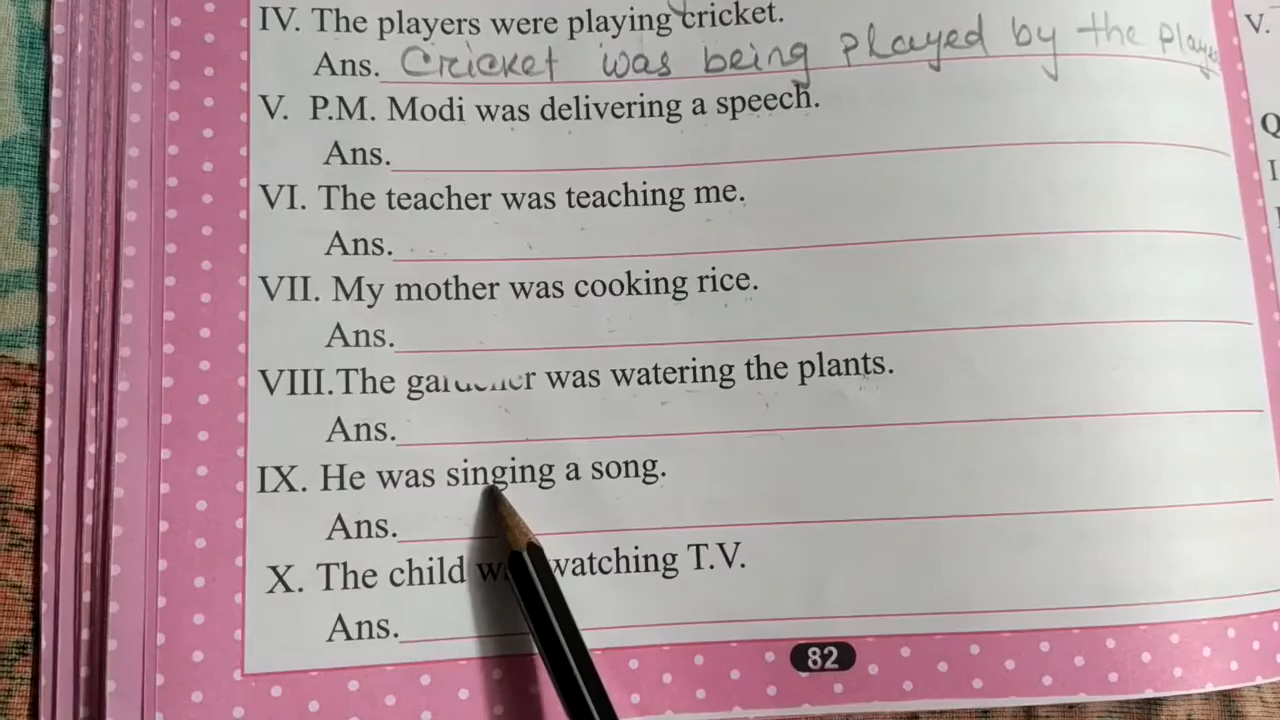 IV. The players were playing cricket.
Ans. Cricket was being played by the
V. P.M. Modi was delivering a speech.
Ans.
VI. The teacher was teaching me.
Ans.
VII. My mother was cooking rice.
Ans.
VIII. The gardener was watering the plants.
Ans.
IX. He was singing a song.
Ans.
X. The child watching T.V.
Ans.
82
V.
Q
I